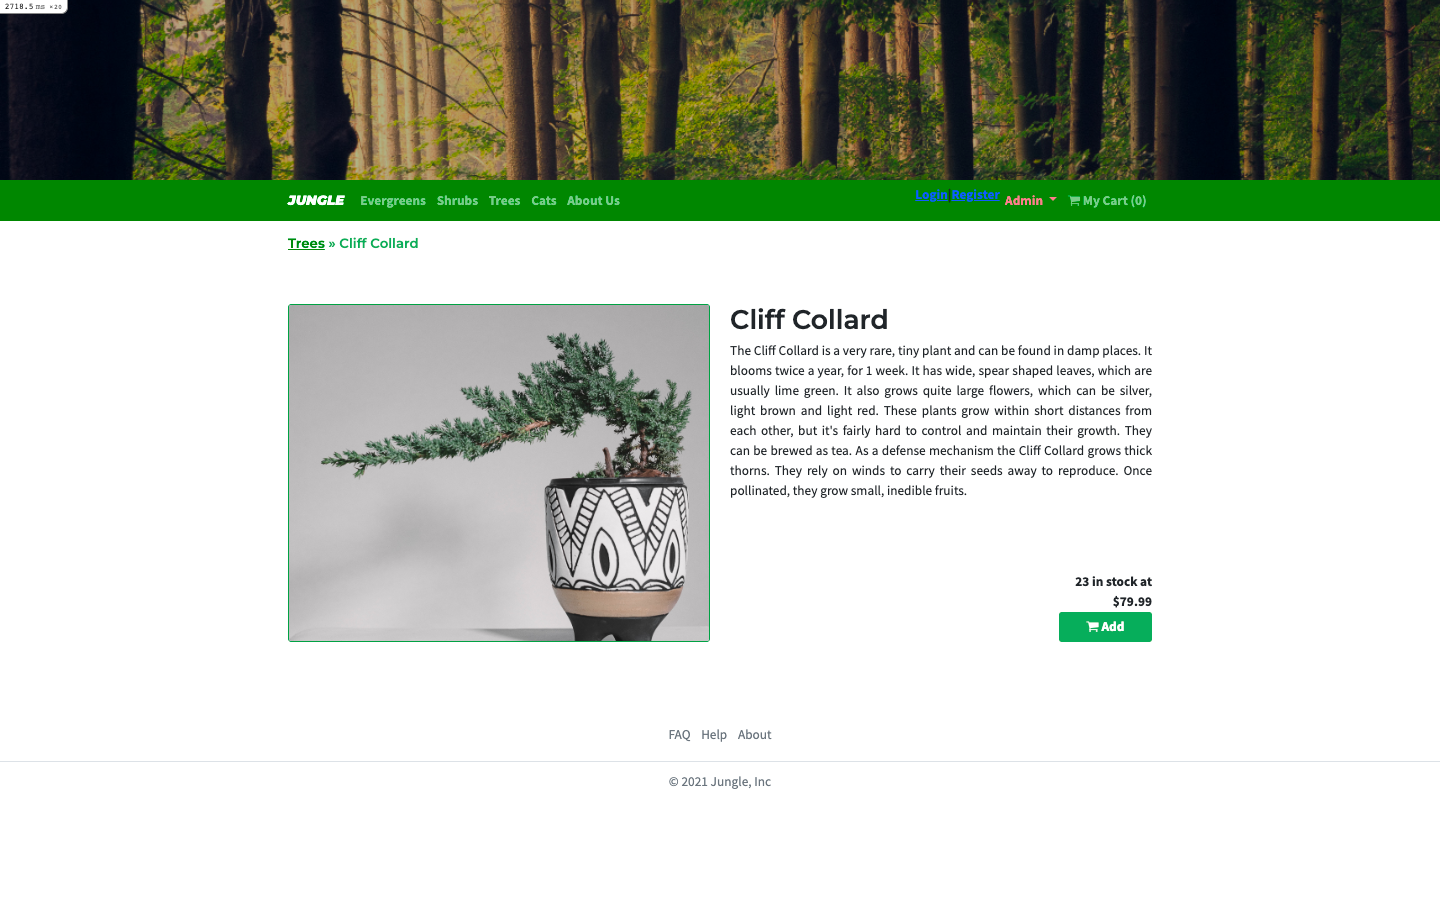 2718.5 ms ×20
JUNGLE Evergreens Shrubs Trees Cats About Us Login Register Admin My Cart (0)
Trees » Cliff Collard
Cliff Collard
The Cliff Collard is a very rare, tiny plant and can be found in damp places. It
blooms twice a year, for 1 week. It has wide, spear shaped leaves, which are
usually lime green. It also grows quite large flowers, which can be silver,
light brown and light red. These plants grow within short distances from
each other, but it's fairly hard to control and maintain their growth. They
can be brewed as tea. As a defense mechanism the Cliff Collard grows thick
thorns. They rely on winds to carry their seeds away to reproduce. Once
pollinated, they grow small, inedible fruits.
23 in stock at
$79.99
Add
FAQ Help About
© 2021 Jungle, Inc